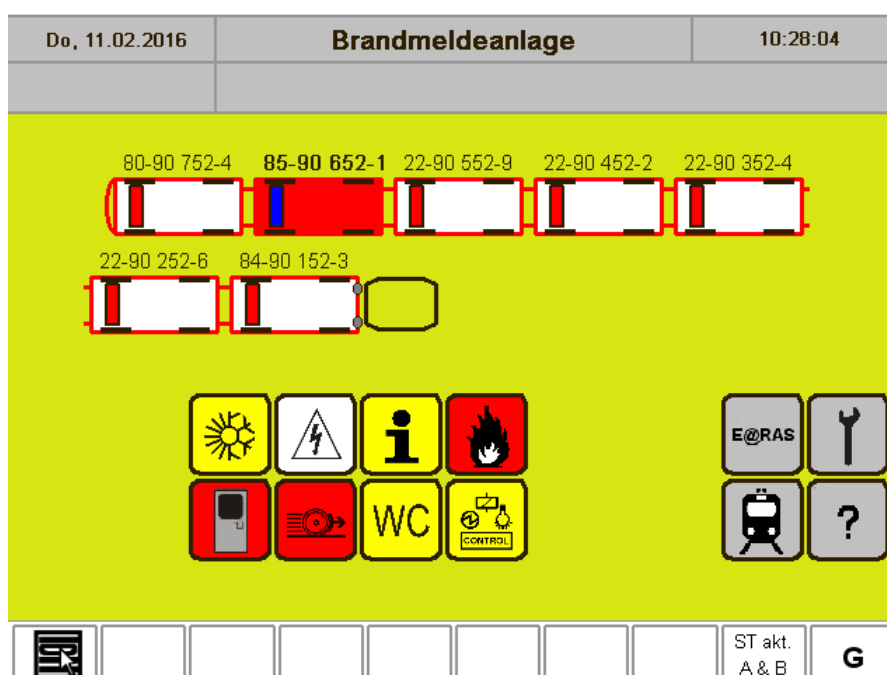 Do, 11.02.2016 Brandmeldeanlage 10:28:04
80-90 752-4 85-90 652-1 22-90 552-9 22-90 452-2 22-90 352-4
22-90 252-6 84-90 152-3
E@RAS
WC CONTROL ?
ST akt.
A & B G